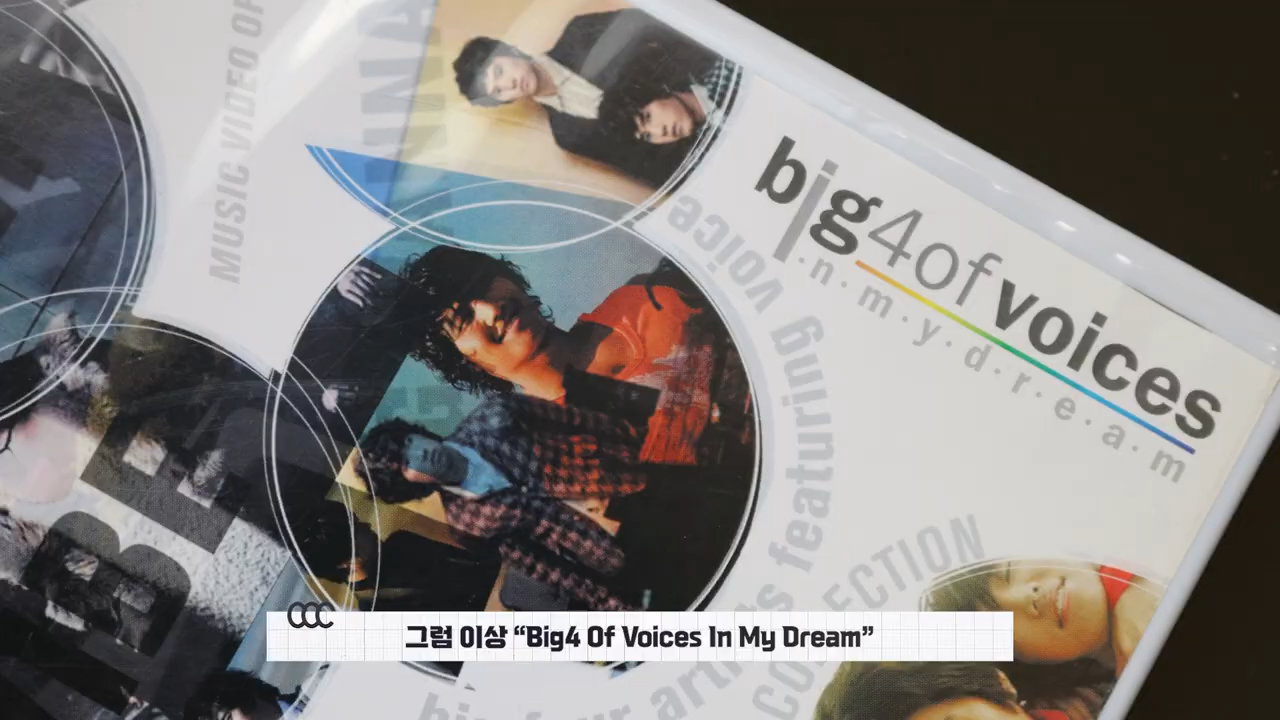 MUSIC VIDEO OF
big4ofvoices
i·n·m·y·d·r·e·a·m
featuring voice
COLLECTION
그럼 이상 “Big4 Of Voices In My Dream”